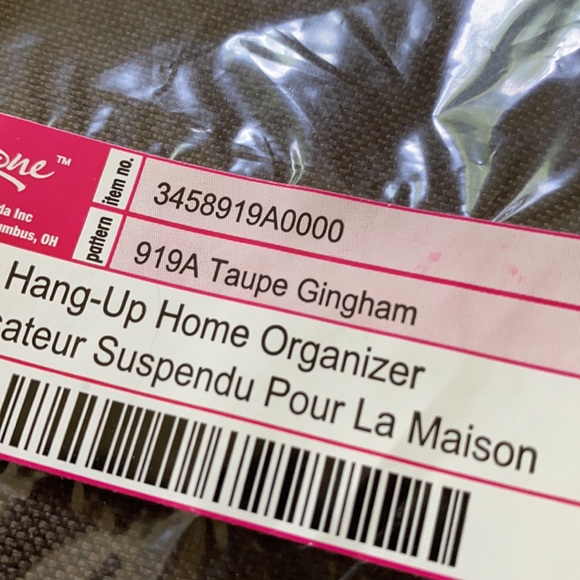 one™
da Inc
mbus, OH
item no.
3458919A0000
pattern
919A Taupe Gingham
Hang-Up Home Organizer
sateur Suspendu Pour La Maison